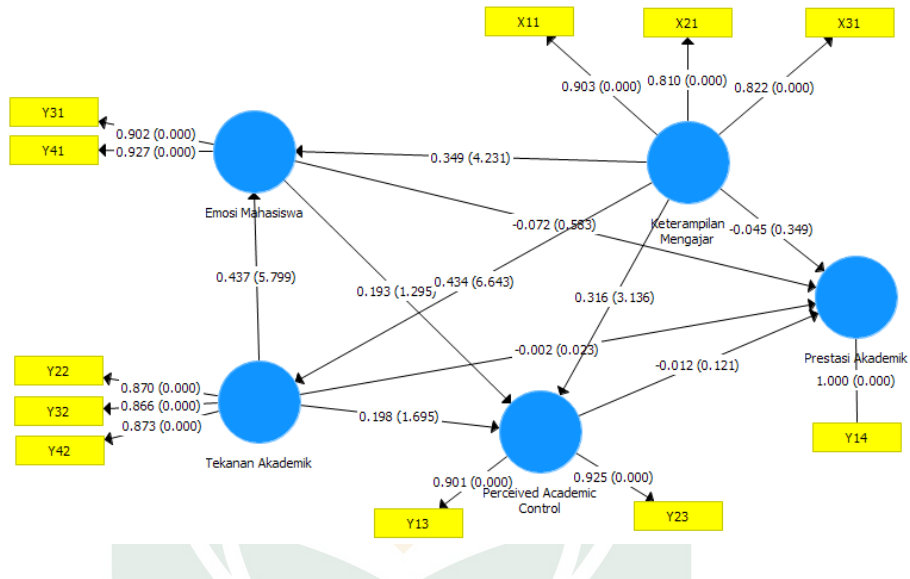 X11
X21
X31
0.903 (0.000)
0.810 (0.000)
0.822 (0.000)
Y31
Y41
0.902 (0.000)
0.927 (0.000)
0.349 (4.231)
Emosi Mahasiswa
Keterampilan
Mengajar
-0.072 (0.583)
-0.045 (0.349)
0.437 (5.799)
0.193 (1.295)
0.434 (6.643)
0.316 (3.136)
-0.002 (0.023)
Prestasi Akademik
-0.012 (0.121)
1.000 (0.000)
Y22
Y32
Y42
0.870 (0.000)
0.866 (0.000)
0.873 (0.000)
0.198 (1.695)
Y14
Tekanan Akademik
0.901 (0.000)
0.925 (0.000)
Perceived Academic
Control
Y13
Y23